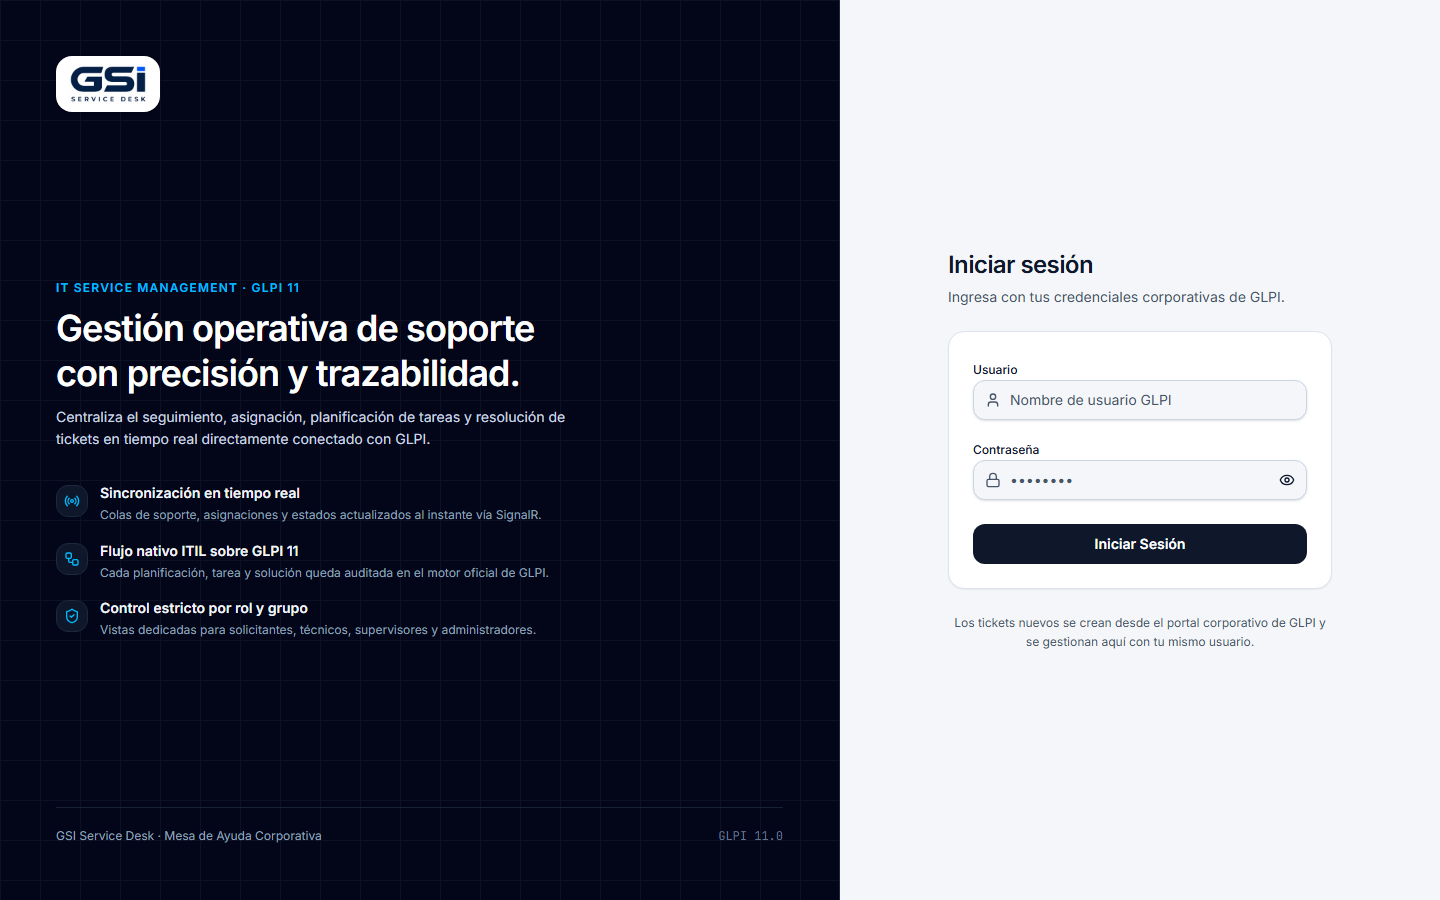 GSi
SERVICE DESK
IT SERVICE MANAGEMENT · GLPI 11
Gestión operativa de soporte
con precisión y trazabilidad.
Centraliza el seguimiento, asignación, planificación de tareas y resolución de
tickets en tiempo real directamente conectado con GLPI.
Sincronización en tiempo real
Colas de soporte, asignaciones y estados actualizados al instante vía SignalR.
Flujo nativo ITIL sobre GLPI 11
Cada planificación, tarea y solución queda auditada en el motor oficial de GLPI.
Control estricto por rol y grupo
Vistas dedicadas para solicitantes, técnicos, supervisores y administradores.
GSI Service Desk · Mesa de Ayuda Corporativa
GLPI 11.0
Iniciar sesión
Ingresa con tus credenciales corporativas de GLPI.
Usuario
Nombre de usuario GLPI
Contraseña
••••••••
Iniciar Sesión
Los tickets nuevos se crean desde el portal corporativo de GLPI y
se gestionan aquí con tu mismo usuario.